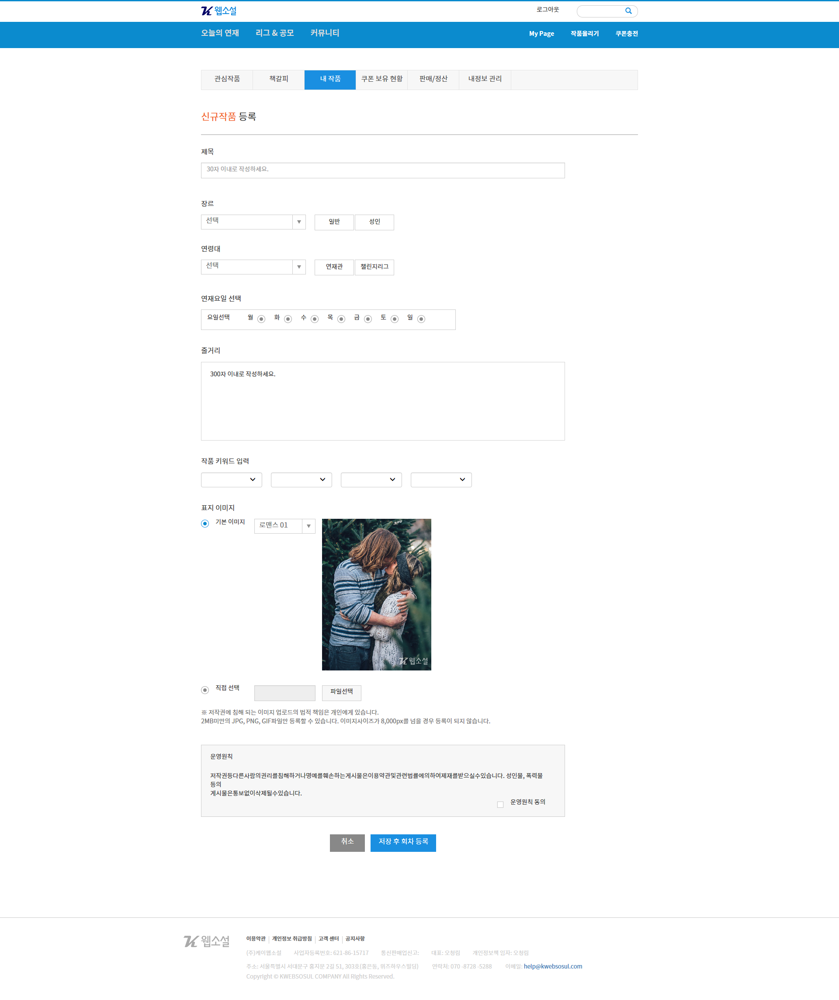 웹소설
로그아웃
오늘의 연재 리그 & 공모 커뮤니티 My Page 작품올리기 쿠폰충전
관심작품 책갈피 내 작품 쿠폰 보유 현황 판매/정산 내정보 관리
신규작품 등록
제목
30자 이내로 작성하세요.
장르
선택 일반 성인
연령대
선택 연재관 챌린지리그
연재요일 선택
요일선택 월 화 수 목 금 토 일
줄거리
300자 이내로 작성하세요.
작품 키워드 입력
표지 이미지
기본 이미지 로맨스 01
웹소설
직접 선택 파일선택
※ 저작권에 침해 되는 이미지 업로드의 법적 책임은 개인에게 있습니다.
2MB미만의 JPG, PNG, GIF파일만 등록할 수 있습니다. 이미지사이즈가 8,000px를 넘을 경우 등록이 되지 않습니다.
운영원칙
저작권등다른사람의권리를침해하거나명예를훼손하는게시물은이용약관및관련법률에의하여제재를받으실수있습니다. 성인물, 폭력물
등의
게시물은통보없이삭제될수있습니다.
운영원칙 동의
취소 저장 후 회차 등록
웹소설
이용약관 개인정보 취급방침 고객 센터 공지사항
(주)케이웹소설 사업자등록번호: 621-86-15717 통신판매업신고: 대표: 오청림 개인정보책 임자: 오청림
주소: 서울특별시 서대문구 홍지문 2길 51, 303호(홍은동, 위즈하우스빌딩) 연락처: 070 -8728 -5288 이메일: help@kwebsosul.com
Copyright © KWEBSOSUL COMPANY All Rights Reserved.